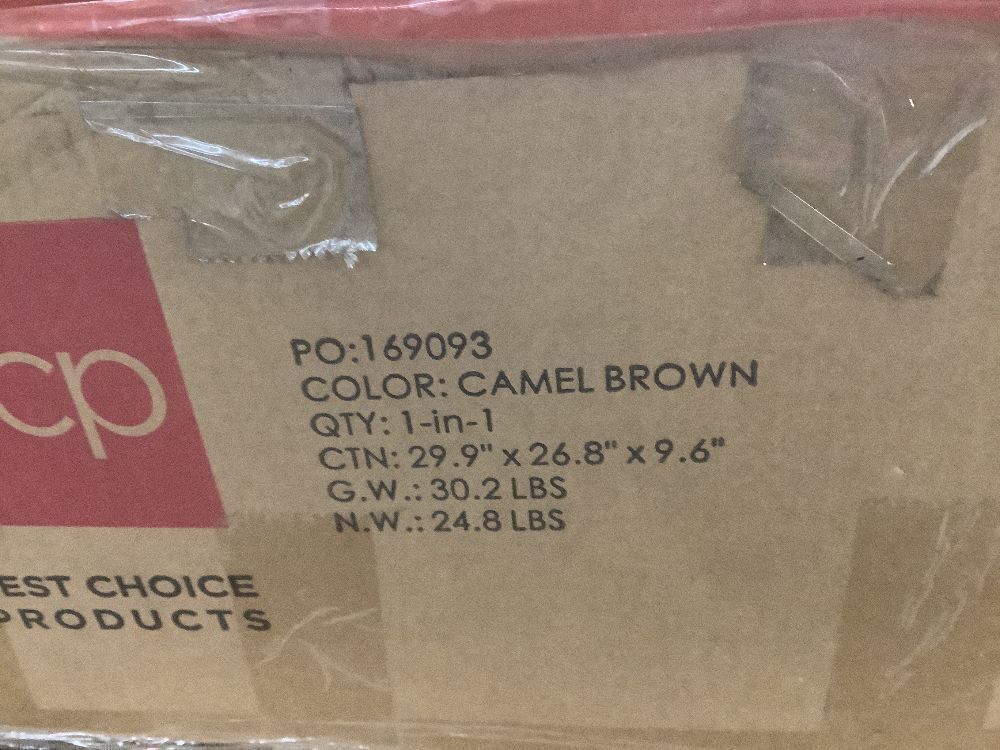 cp
PO:169093
COLOR: CAMEL BROWN
QTY: 1-in-1
CTN: 29.9" x 26.8" x 9.6"
G.W.: 30.2 LBS
N.W.: 24.8 LBS
EST CHOICE
PRODUCTS